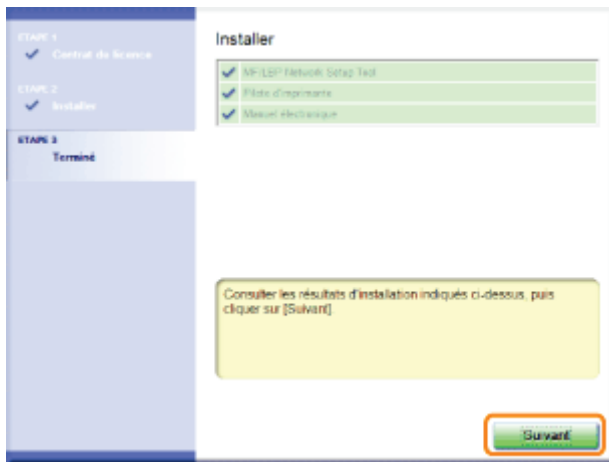 ETAPE 1
Contrat de licence
ETAPE 2
Installer
ETAPE 3
Terminé
Installer
MF/LBP Network Setup Tool
Pilote d'imprimante
Manuel électronique
Consulter les résultats d'installation indiqués ci-dessus, puis
cliquer sur [Suivant]
Suivant